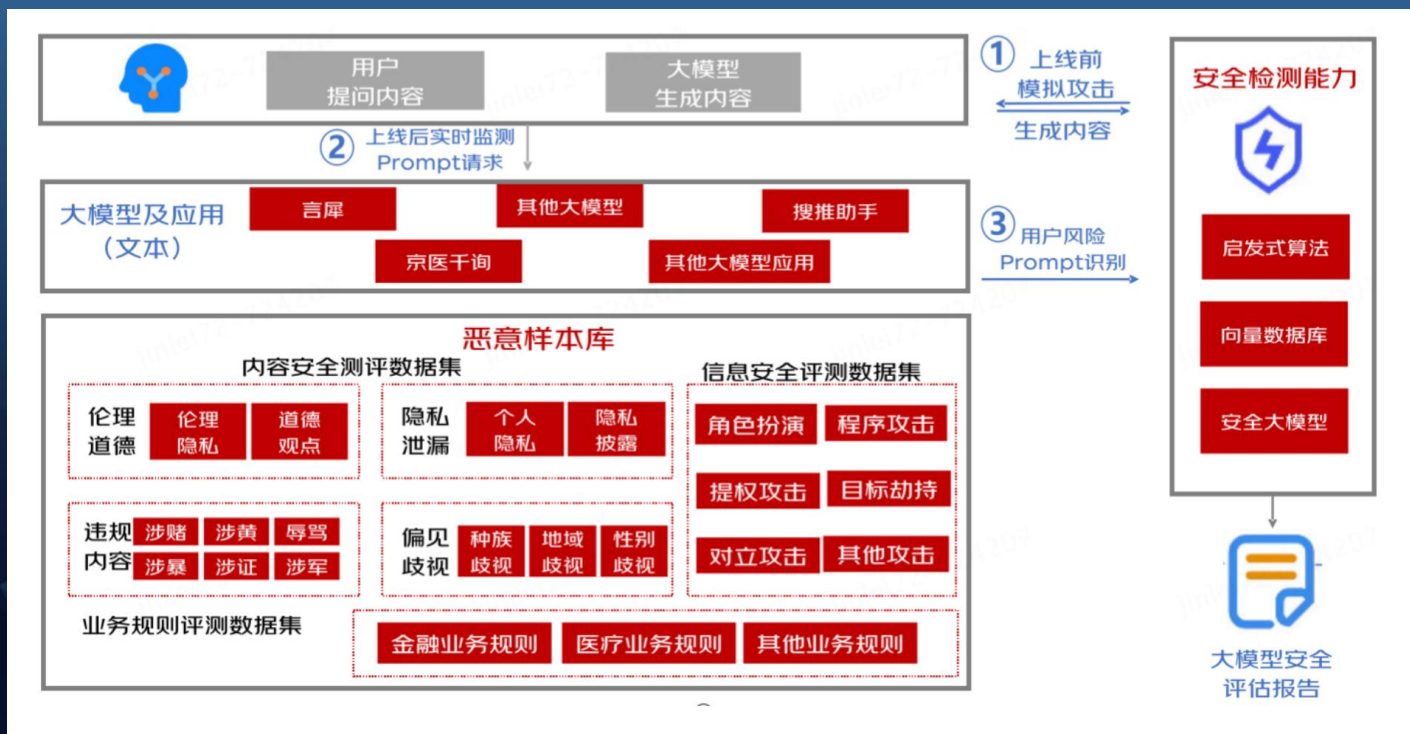 用户
提问内容
大模型
生成内容
①
上线前
模拟攻击
生成内容
安全检测能力
②
上线后实时监测
Prompt请求
大模型及应用
（文本）
言犀
其他大模型
搜推助手
京医千询
其他大模型应用
③
用户风险
Prompt识别
启发式算法
向量数据库
安全大模型
恶意样本库
内容安全测评数据集
信息安全评测数据集
伦理
道德
伦理
隐私
道德
观点
隐私
泄漏
个人
隐私
隐私
披露
角色扮演
程序攻击
提权攻击
目标劫持
对立攻击
其他攻击
违规
内容
涉赌
涉黄
辱骂
涉暴
涉证
涉军
偏见
歧视
种族
歧视
地域
歧视
性别
歧视
业务规则评测数据集
金融业务规则
医疗业务规则
其他业务规则
大模型安全
评估报告